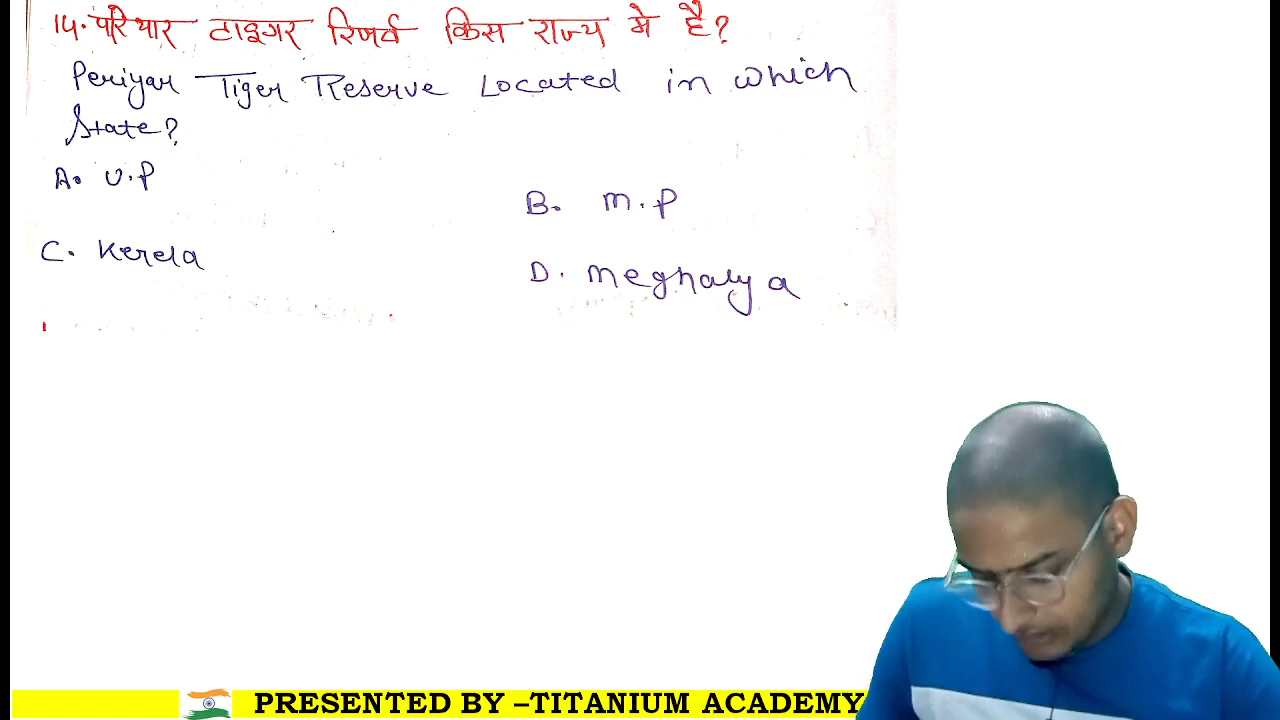 14. परियार टाइगर रिजर्व किस राज्य मे है?
Periyar Tiger Reserve Located in which
State?
A. U.P
B. M.P
C. Kerela
D. Meghalya
PRESENTED BY –TITANIUM ACADEMY